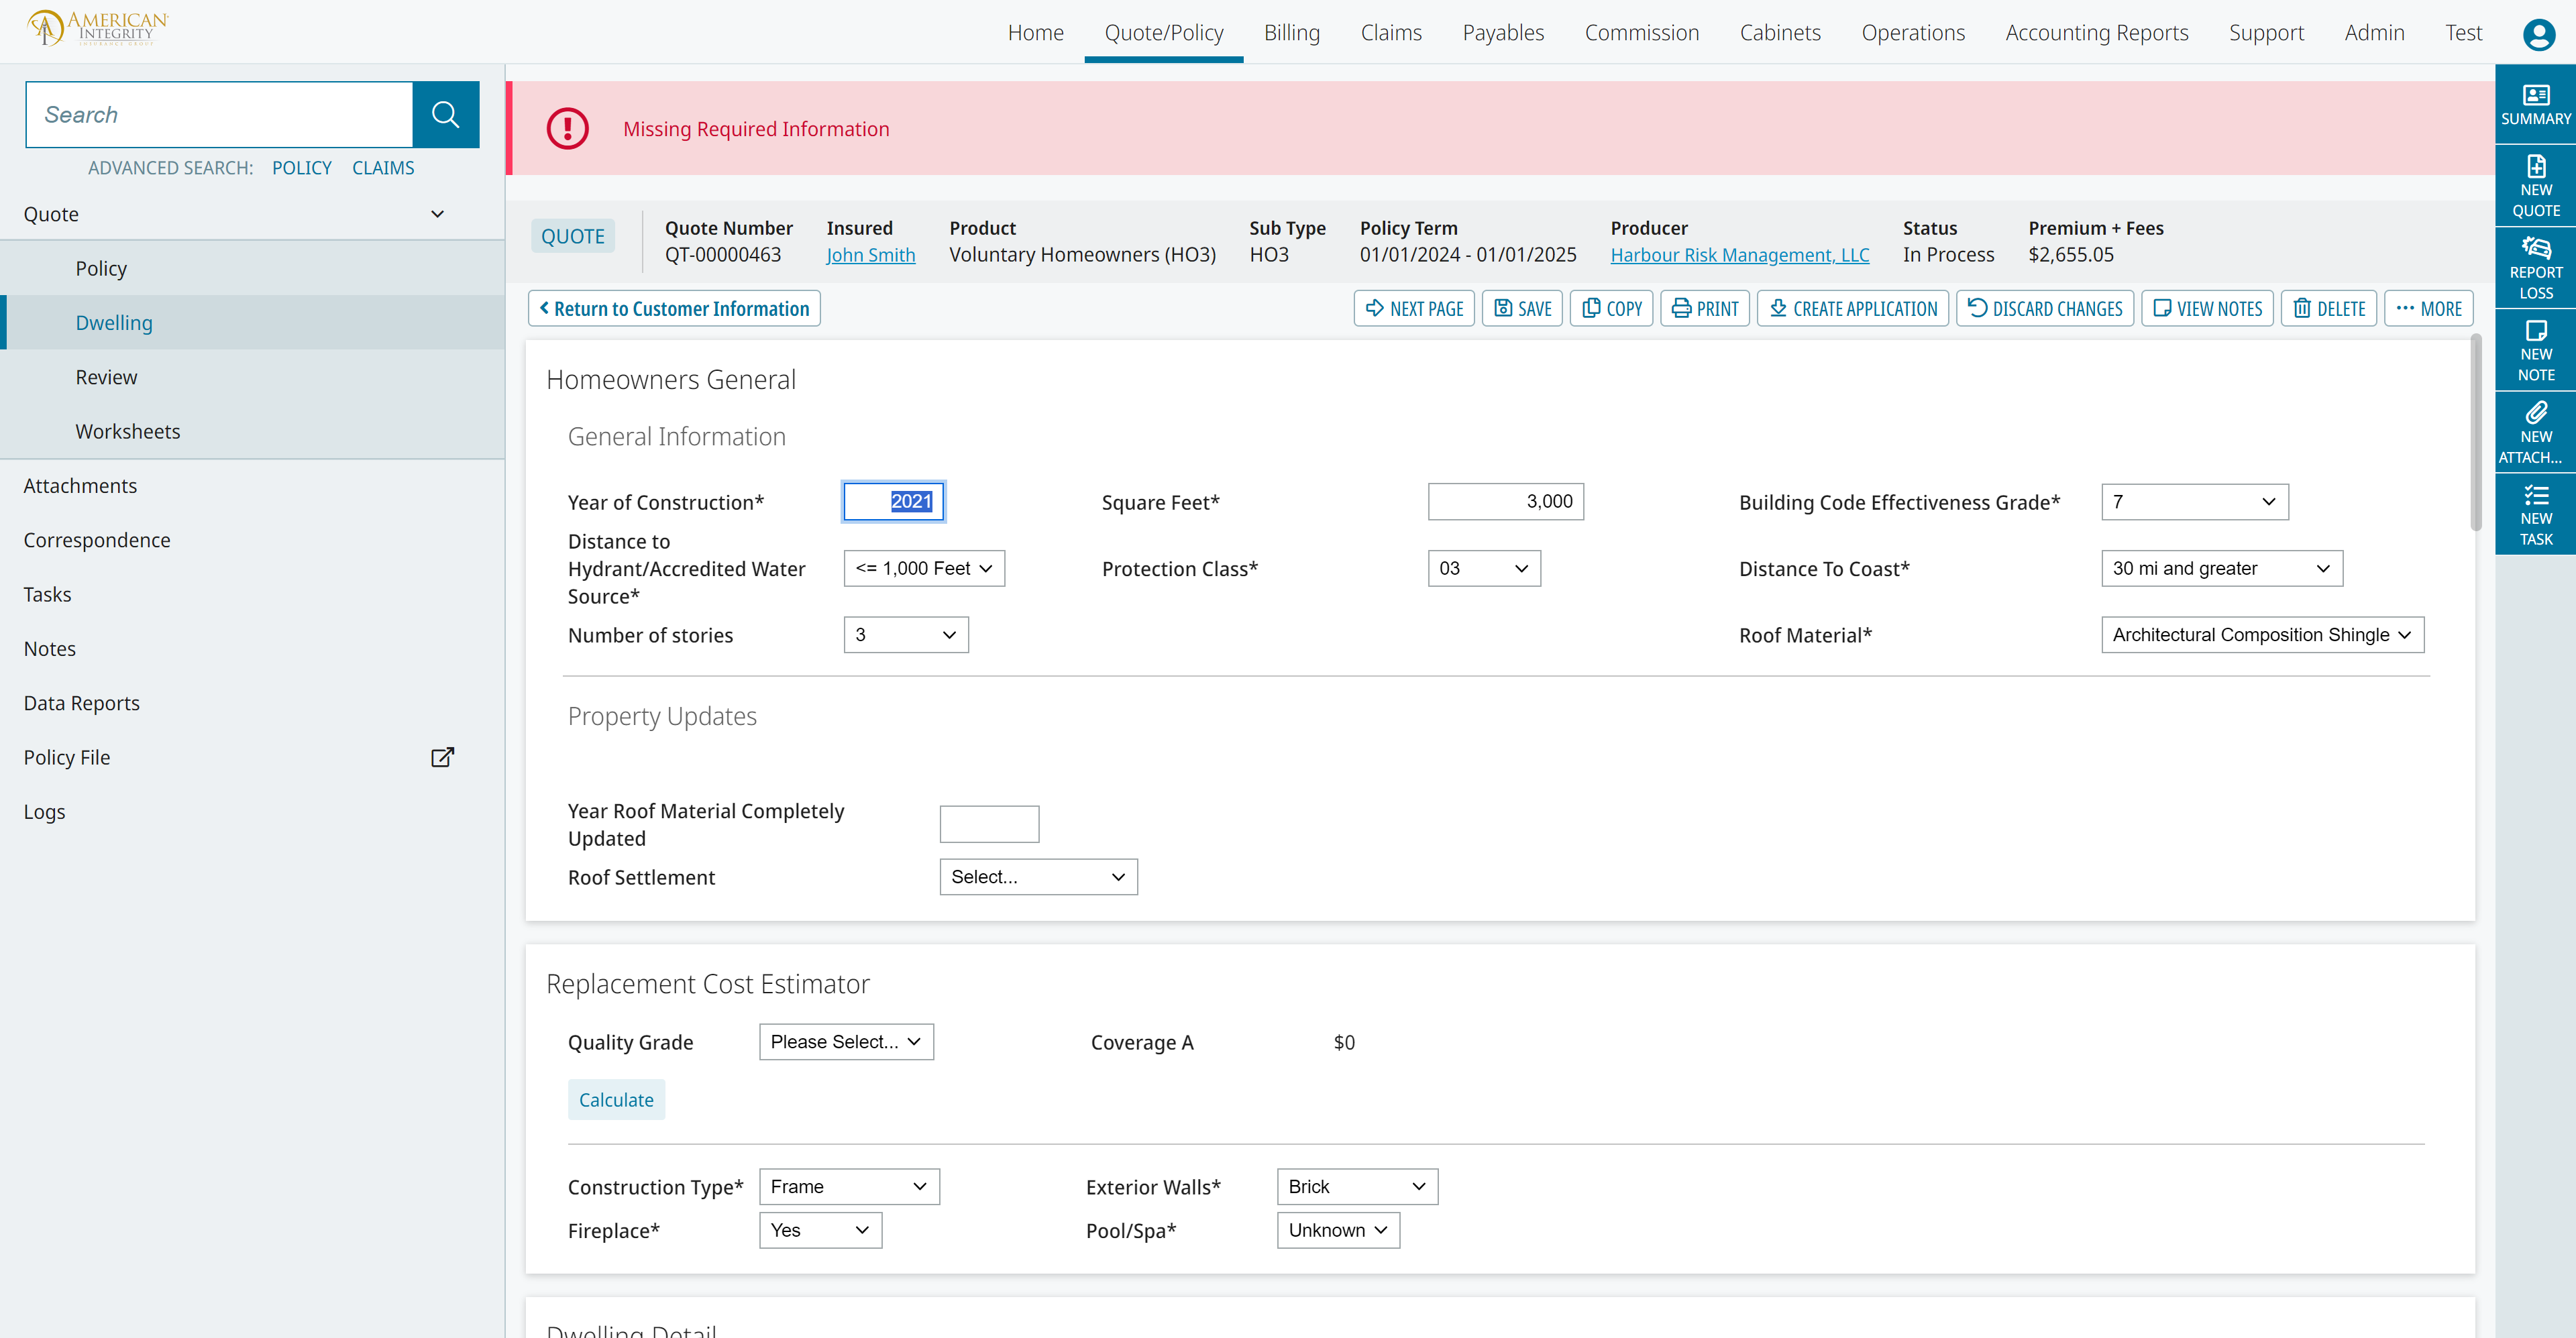 AMERICAN
INTEGRITY
INSURANCE GROUP
Home
Quote/Policy
Billing
Claims
Payables
Commission
Cabinets
Operations
Accounting Reports
Support
Admin
Test
Search
ADVANCED SEARCH: POLICY CLAIMS
Quote
Policy
Dwelling
Review
Worksheets
Attachments
Correspondence
Tasks
Notes
Data Reports
Policy File
Logs
Missing Required Information
QUOTE
Quote Number
QT-00000463
Insured
John Smith
Product
Voluntary Homeowners (HO3)
Sub Type
HO3
Policy Term
01/01/2024 - 01/01/2025
Producer
Harbour Risk Management, LLC
Status
In Process
Premium + Fees
$2,655.05
Return to Customer Information
NEXT PAGE
SAVE
COPY
PRINT
CREATE APPLICATION
DISCARD CHANGES
VIEW NOTES
DELETE
MORE
Homeowners General
General Information
Year of Construction* 2021
Square Feet* 3,000
Building Code Effectiveness Grade* 7
Distance to
Hydrant/Accredited Water
Source*
<= 1,000 Feet
Protection Class* 03
Distance To Coast* 30 mi and greater
Number of stories 3
Roof Material* Architectural Composition Shingle
Property Updates
Year Roof Material Completely
Updated
Roof Settlement Select...
Replacement Cost Estimator
Quality Grade Please Select...
Coverage A $0
Calculate
Construction Type* Frame
Exterior Walls* Brick
Fireplace* Yes
Pool/Spa* Unknown
Dwelling Detail
SUMMARY
NEW
QUOTE
REPORT
LOSS
NEW
NOTE
NEW
ATTACH...
NEW
TASK